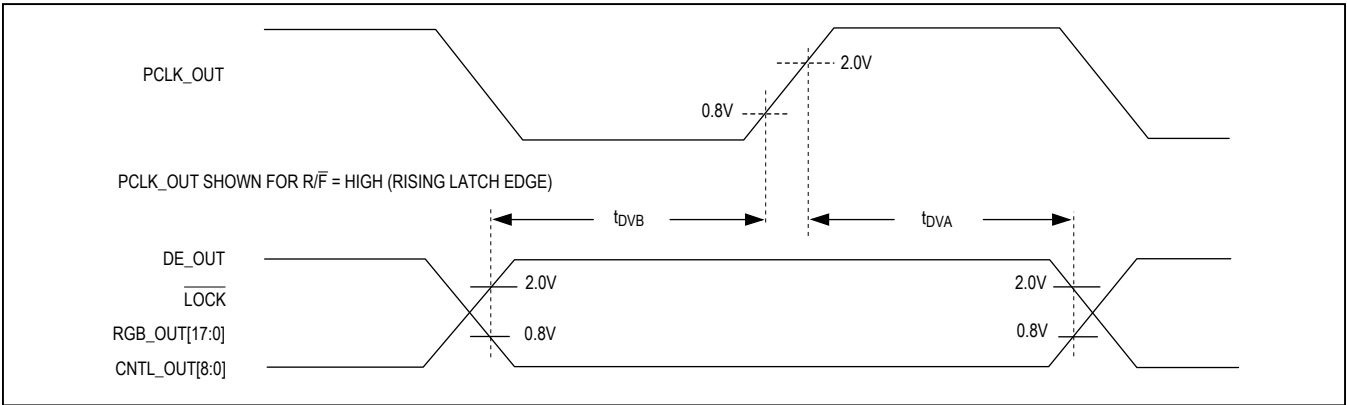 PCLK_OUT
2.0V
0.8V
PCLK_OUT SHOWN FOR R/F̅ = HIGH (RISING LATCH EDGE)
tDVB
tDVA
DE_OUT
L̅O̅C̅K̅
RGB_OUT[17:0]
CNTL_OUT[8:0]
2.0V
0.8V
2.0V
0.8V